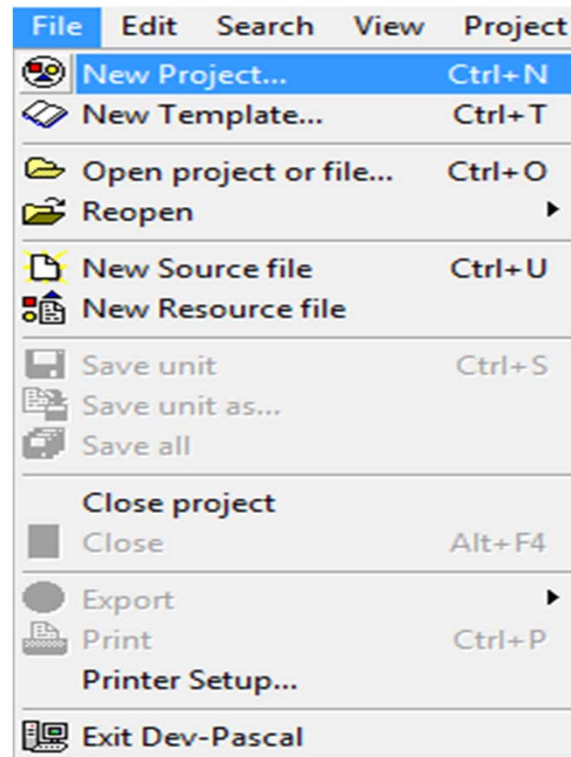 File Edit Search View Project
New Project... Ctrl+N
New Template... Ctrl+T
Open project or file... Ctrl+O
Reopen
New Source file Ctrl+U
New Resource file
Save unit Ctrl+S
Save unit as...
Save all
Close project
Close Alt+F4
Export
Print Ctrl+P
Printer Setup...
Exit Dev-Pascal